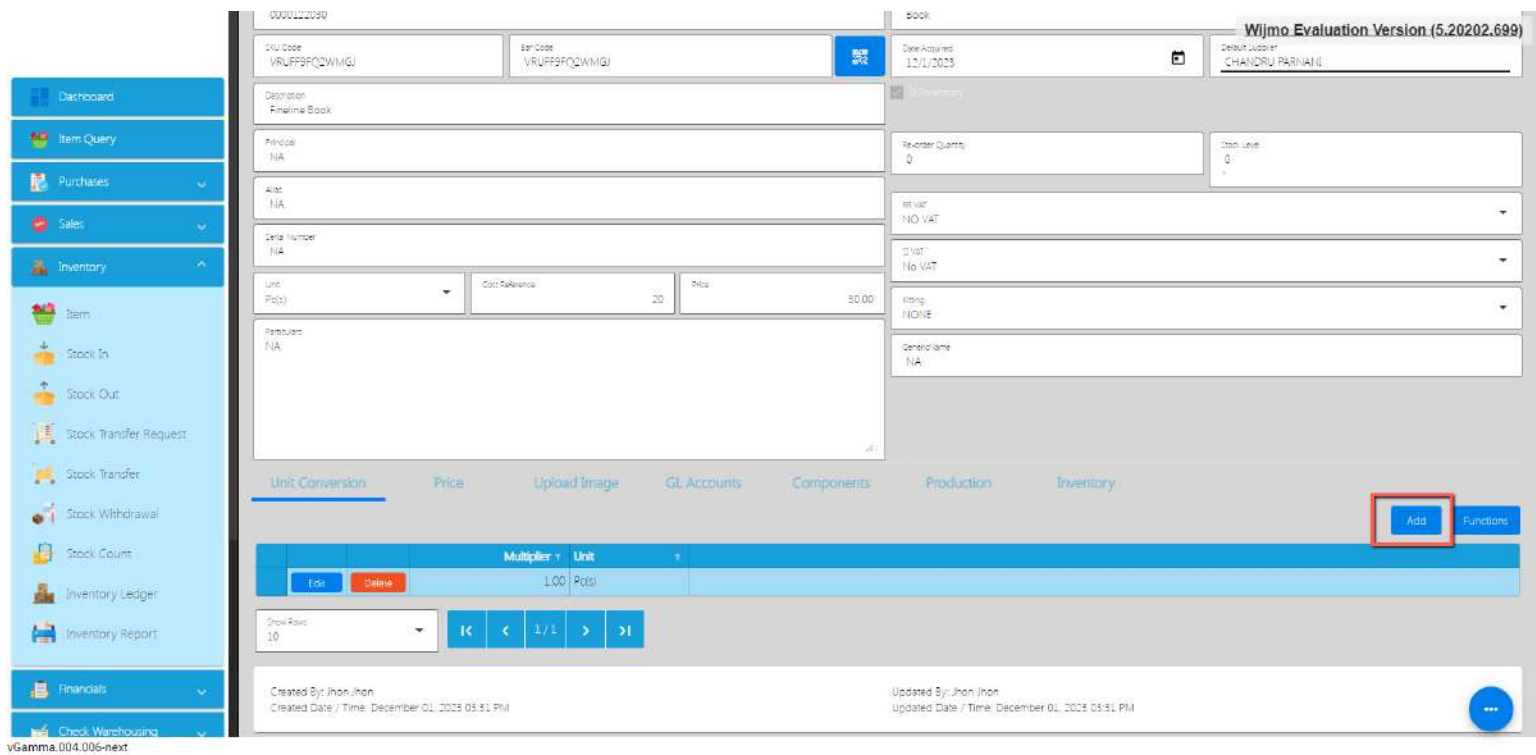 0000122030
Book
Wijmo Evaluation Version (5.20202.699)
SKU Code
VRUFF9FQ2WMGJ
Bar Code
VRUFF9FQ2WMGJ
Date Acquired
12/1/2023
Default Supplier
CHANDRU PARNANI
Description
Fineline Book
Is Inventory
Principal
NA
Re-order Quantity
0
Stock Level
0
Alias
NA
RR VAT
NO VAT
Serial Number
NA
SI VAT
No VAT
Unit
Pc(s)
Cost Reference
20
Price
30.00
Kitting
NONE
Particulars
NA
GenericName
NA
Dashboard
Item Query
Purchases
Sales
Inventory
Item
Stock In
Stock Out
Stock Transfer Request
Stock Transfer
Stock Withdrawal
Stock Count
Inventory Ledger
Inventory Report
Financials
Check Warehousing
vGamma.004.006-next
Unit Conversion Price Upload Image GL Accounts Components Production Inventory
Add Functions
Multiplier Unit
Edit Delete 1.00 Pc(s)
Show Rows
10
1/1
Created By: Jhon Jhon
Created Date / Time: December 01, 2023 03:31 PM
Updated By: Jhon Jhon
Updated Date / Time: December 01, 2023 03:31 PM